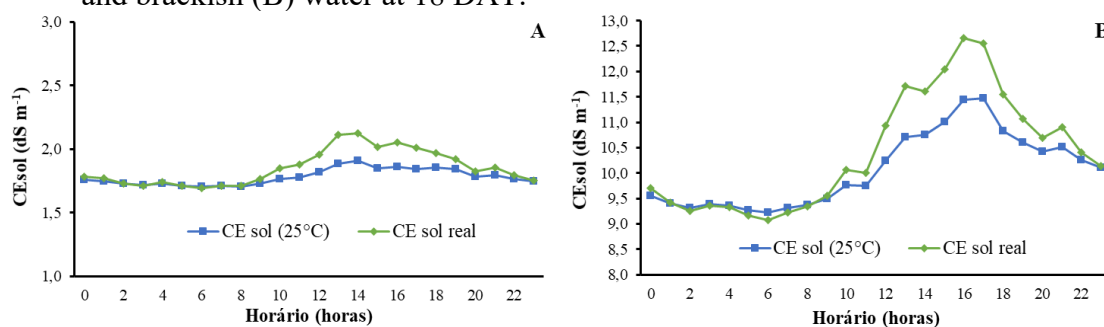 and brackish (B) water at 18 DAT.
A
3,0
2,5
2,0
1,5
1,0
CEsol (dS m-1)
CE sol (25°C) CE sol real
0 2 4 6 8 10 12 14 16 18 20 22
Horário (horas)
B
13,0
12,5
12,0
11,5
11,0
10,5
10,0
9,5
9,0
8,5
8,0
CEsol (dS m-1)
CE sol (25°C) CE sol real
0 2 4 6 8 10 12 14 16 18 20 22
Horário (horas)